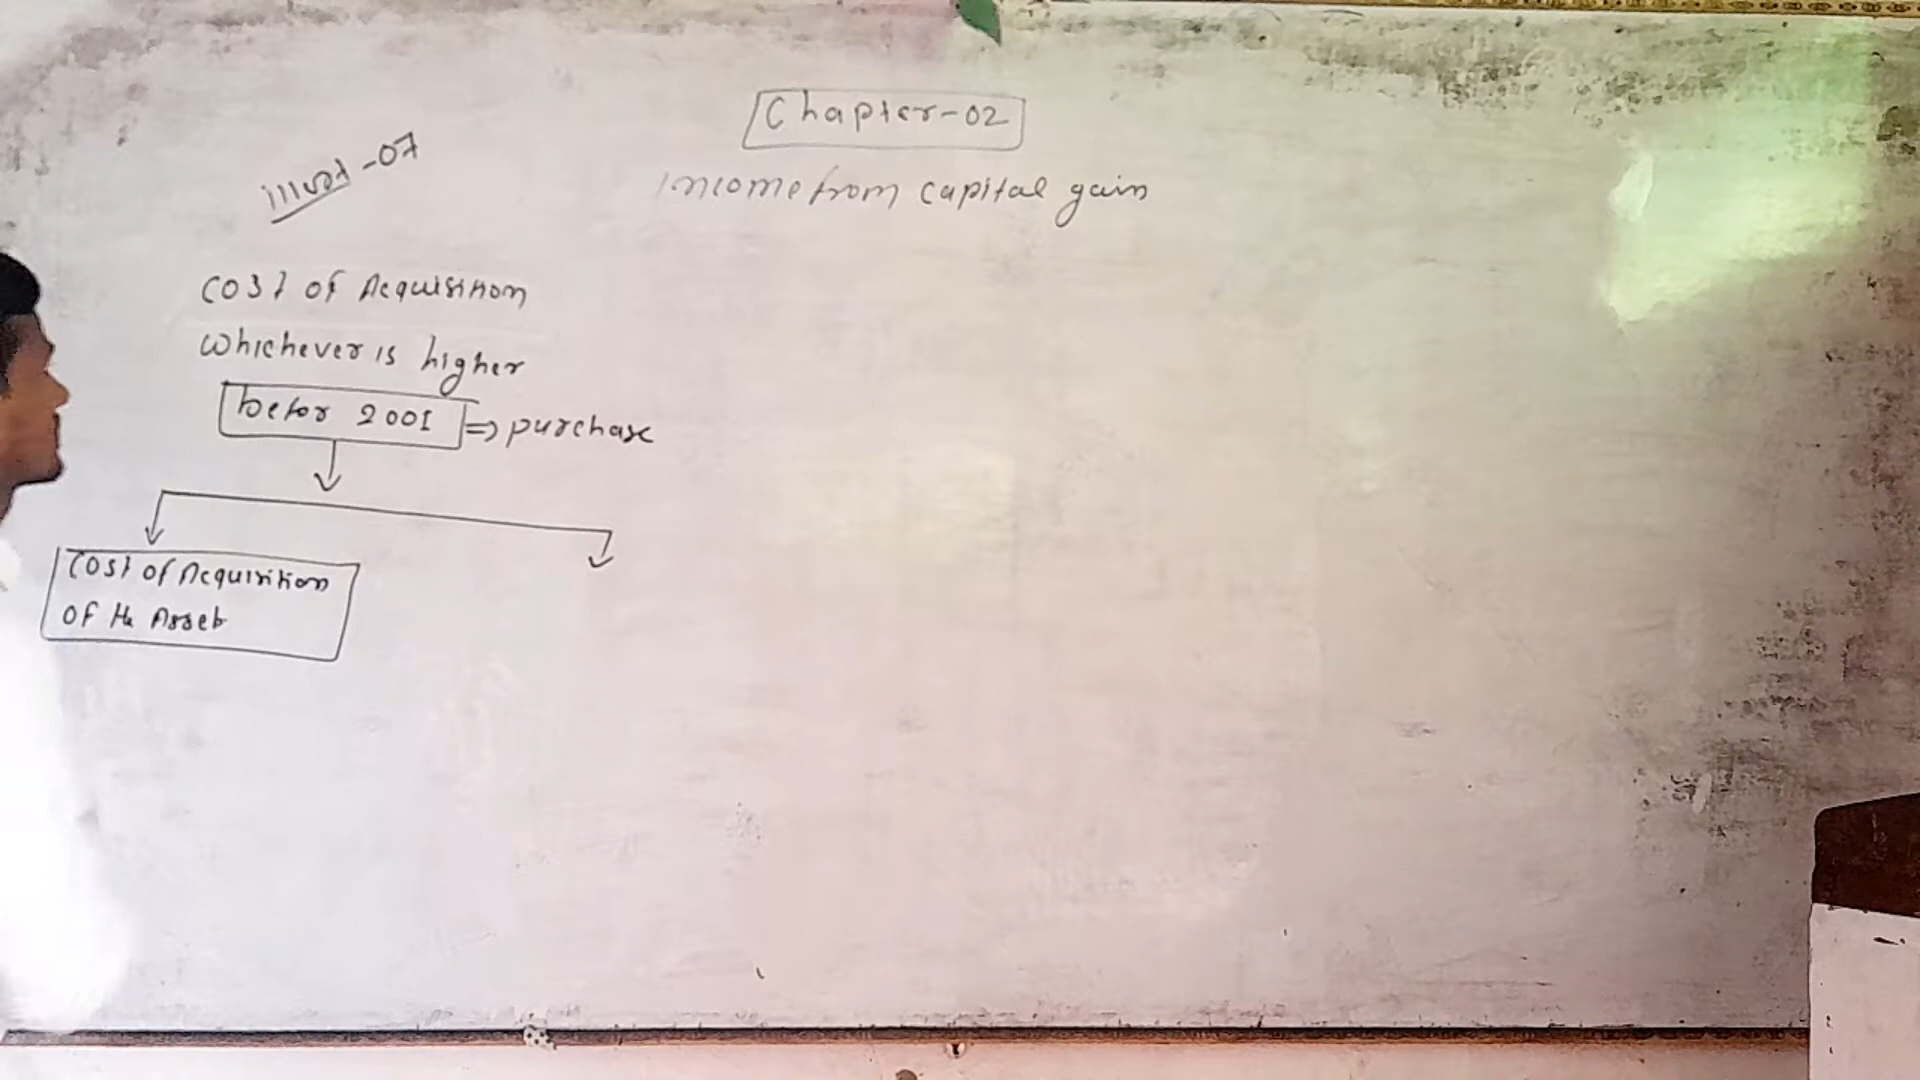 Chapter-02
Income from capital gain
illust-07
Cost of Acquisition
whichever is higher
befor 2001 => purchase
Cost of Acquisition
of the Asset